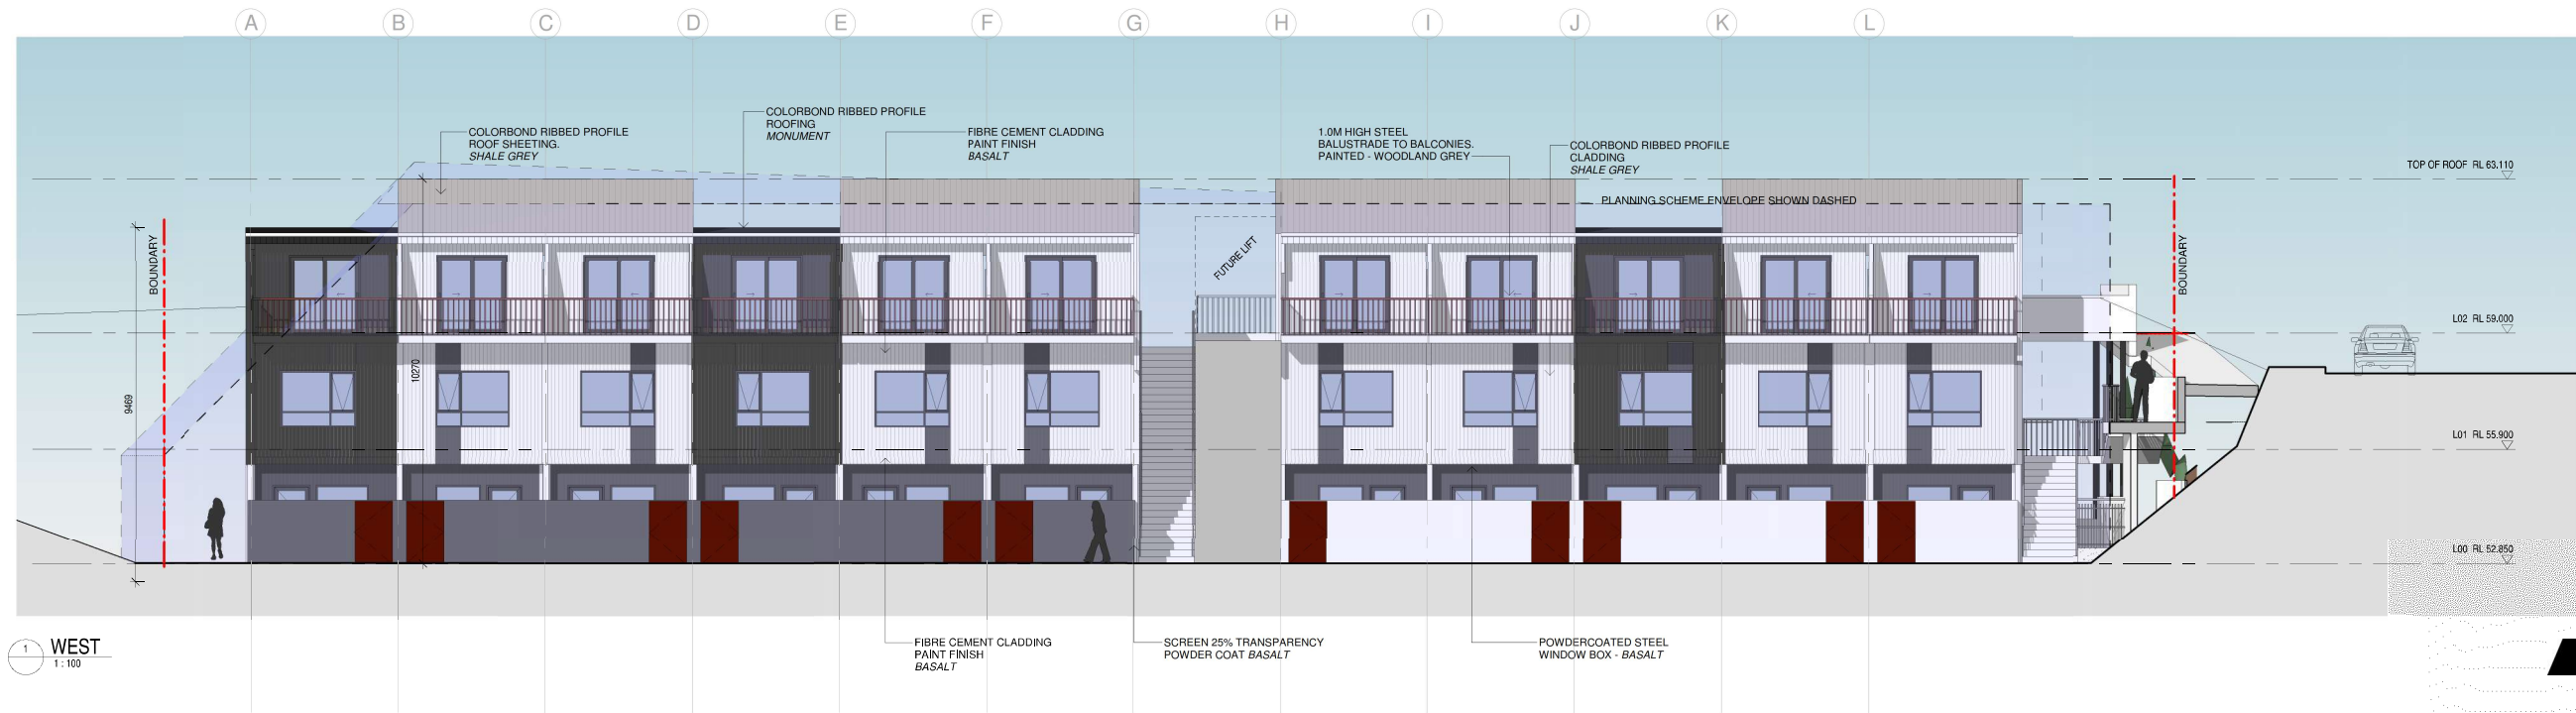 A B C D E F G H I J K L
COLORBOND RIBBED PROFILE
ROOF SHEETING.
SHALE GREY
COLORBOND RIBBED PROFILE
ROOFING
MONUMENT
FIBRE CEMENT CLADDING
PAINT FINISH
BASALT
1.0M HIGH STEEL
BALUSTRADE TO BALCONIES.
PAINTED - WOODLAND GREY
COLORBOND RIBBED PROFILE
CLADDING
SHALE GREY
PLANNING SCHEME ENVELOPE SHOWN DASHED
TOP OF ROOF RL 63.110
BOUNDARY
FUTURE LIFT
BOUNDARY
L02 RL 59.000
10270
9469
L01 RL 55.900
L00 RL 52.850
1 WEST
1 : 100
FIBRE CEMENT CLADDING
PAINT FINISH
BASALT
SCREEN 25% TRANSPARENCY
POWDER COAT BASALT
POWDERCOATED STEEL
WINDOW BOX - BASALT